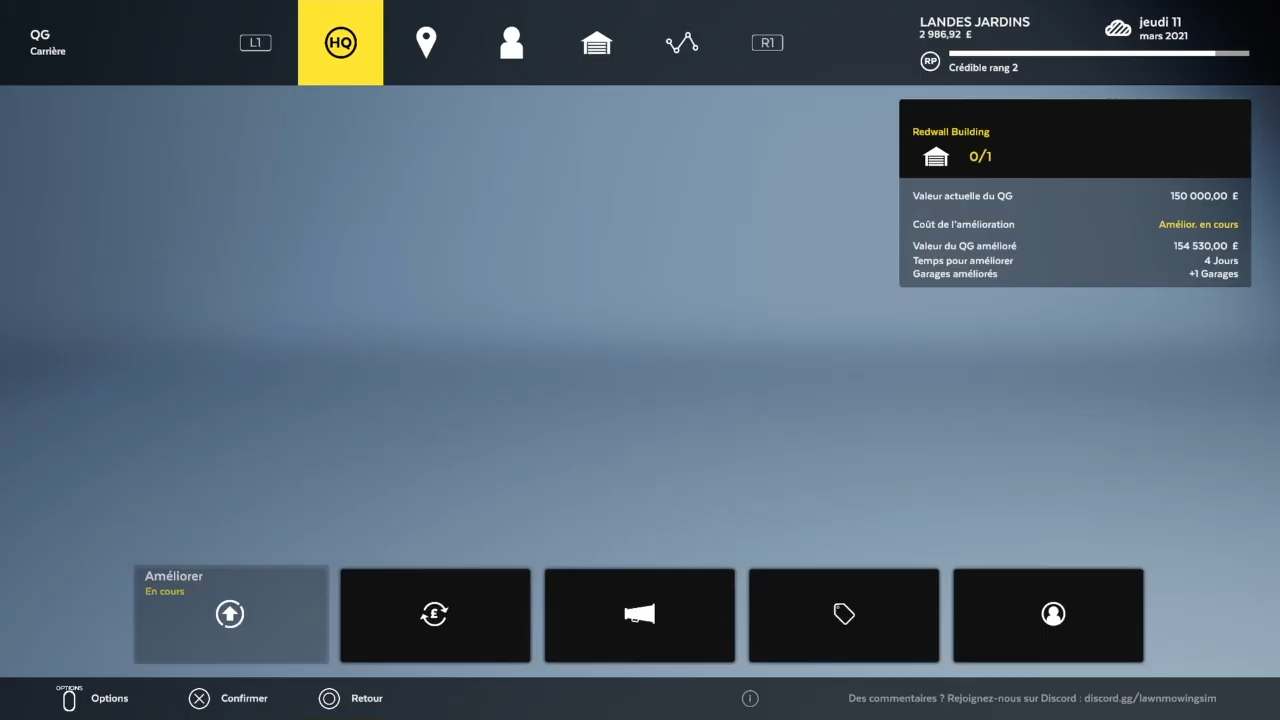 QG
Carrière
L1
HQ
R1
LANDES JARDINS
2 986,92 £
jeudi 11
mars 2021
RP
Crédible rang 2
Redwall Building
0/1
Valeur actuelle du QG 150 000,00 £
Coût de l'amélioration Amélior. en cours
Valeur du QG amélioré 154 530,00 £
Temps pour améliorer 4 Jours
Garages améliorés +1 Garages
Améliorer
En cours
£
OPTIONS
Options
Confirmer
Retour
i
Des commentaires ? Rejoignez-nous sur Discord : discord.gg/lawnmowingsim